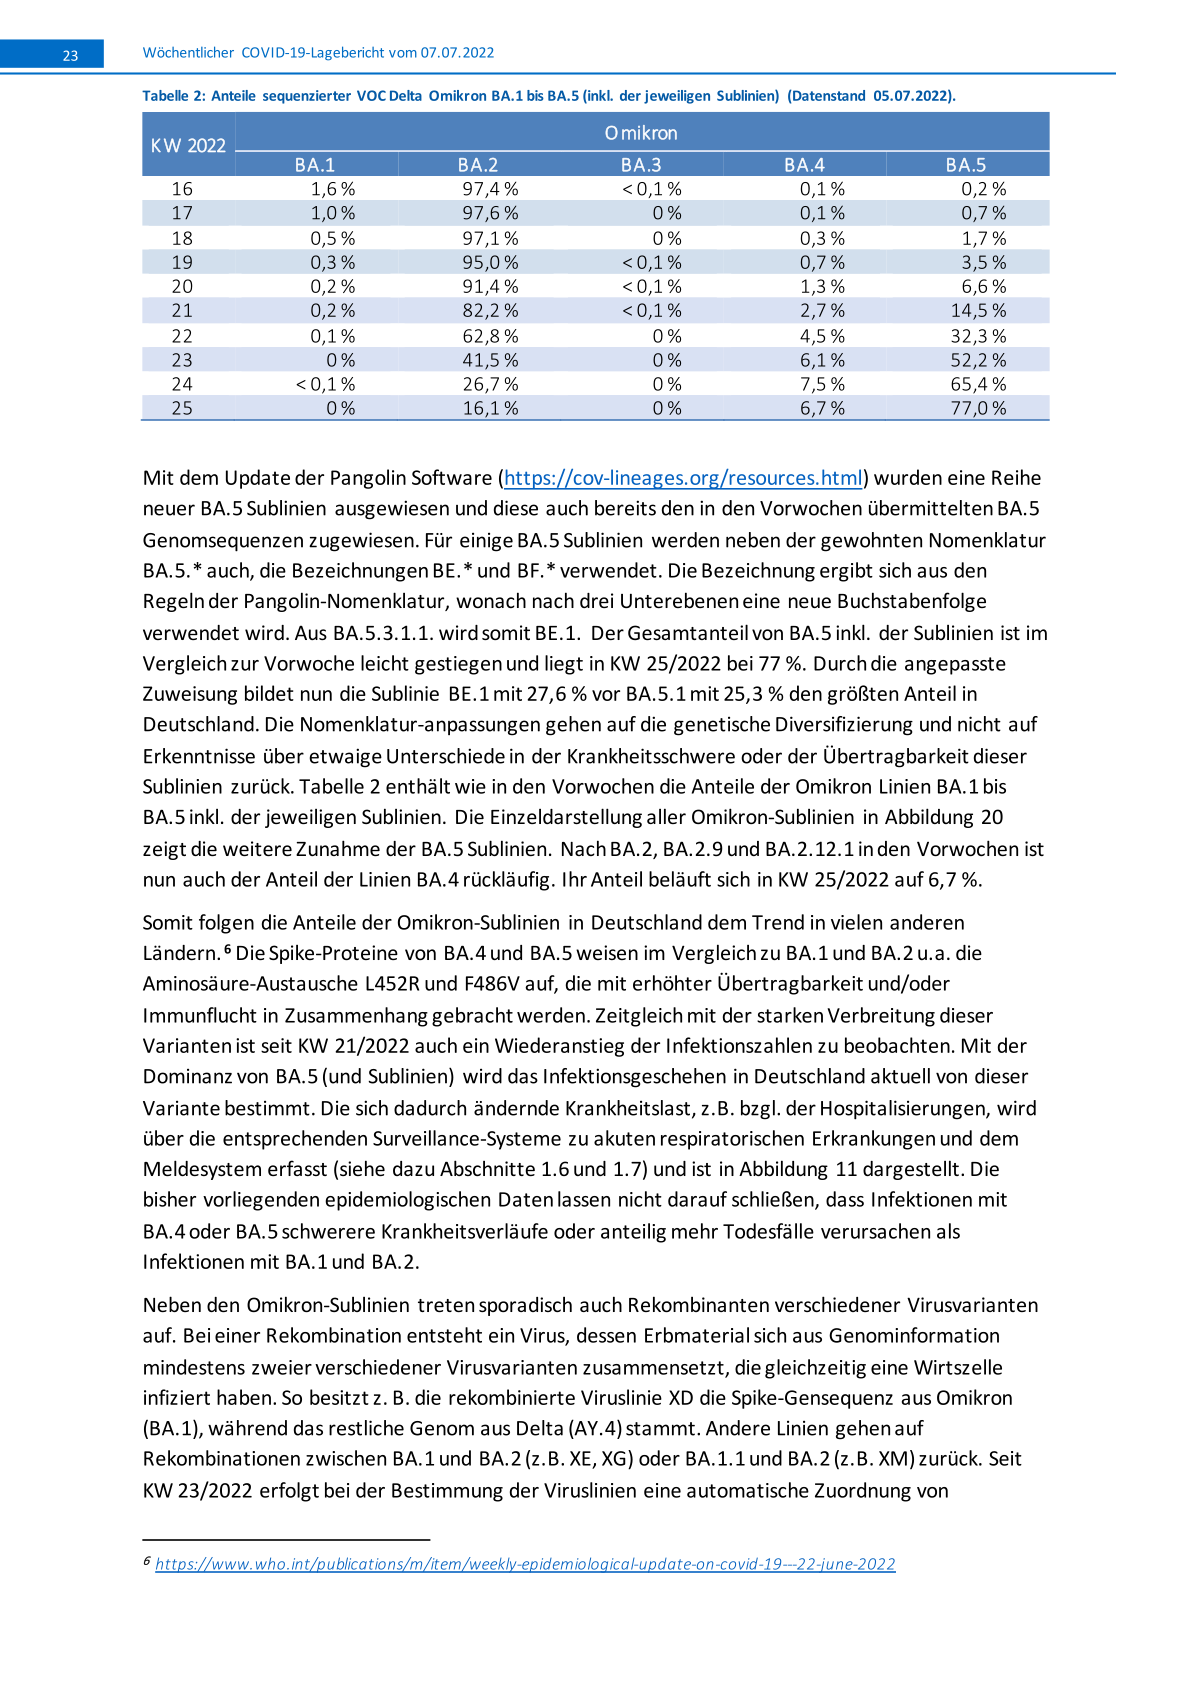 23
Wöchentlicher COVID-19-Lagebericht vom 07.07.2022
Tabelle 2: Anteile sequenzierter VOC Delta Omikron BA.1 bis BA.5 (inkl. der jeweiligen Sublinien) (Datenstand 05.07.2022).
KW 2022 Omikron
BA.1 BA.2 BA.3 BA.4 BA.5
16 1,6 % 97,4 % < 0,1 % 0,1 % 0,2 %
17 1,0 % 97,6 % 0 % 0,1 % 0,7 %
18 0,5 % 97,1 % 0 % 0,3 % 1,7 %
19 0,3 % 95,0 % < 0,1 % 0,7 % 3,5 %
20 0,2 % 91,4 % < 0,1 % 1,3 % 6,6 %
21 0,2 % 82,2 % < 0,1 % 2,7 % 14,5 %
22 0,1 % 62,8 % 0 % 4,5 % 32,3 %
23 0 % 41,5 % 0 % 6,1 % 52,2 %
24 < 0,1 % 26,7 % 0 % 7,5 % 65,4 %
25 0 % 16,1 % 0 % 6,7 % 77,0 %
Mit dem Update der Pangolin Software (https://cov-lineages.org/resources.html) wurden eine Reihe
neuer BA.5 Sublinien ausgewiesen und diese auch bereits den in den Vorwochen übermittelten BA.5
Genomsequenzen zugewiesen. Für einige BA.5 Sublinien werden neben der gewohnten Nomenklatur
BA.5.* auch, die Bezeichnungen BE.* und BF.* verwendet. Die Bezeichnung ergibt sich aus den
Regeln der Pangolin-Nomenklatur, wonach nach drei Unterebenen eine neue Buchstabenfolge
verwendet wird. Aus BA.5.3.1.1. wird somit BE.1. Der Gesamtanteil von BA.5 inkl. der Sublinien ist im
Vergleich zur Vorwoche leicht gestiegen und liegt in KW 25/2022 bei 77 %. Durch die angepasste
Zuweisung bildet nun die Sublinie BE.1 mit 27,6 % vor BA.5.1 mit 25,3 % den größten Anteil in
Deutschland. Die Nomenklatur-anpassungen gehen auf die genetische Diversifizierung und nicht auf
Erkenntnisse über etwaige Unterschiede in der Krankheitsschwere oder der Übertragbarkeit dieser
Sublinien zurück. Tabelle 2 enthält wie in den Vorwochen die Anteile der Omikron Linien BA.1 bis
BA.5 inkl. der jeweiligen Sublinien. Die Einzeldarstellung aller Omikron-Sublinien in Abbildung 20
zeigt die weitere Zunahme der BA.5 Sublinien. Nach BA.2, BA.2.9 und BA.2.12.1 in den Vorwochen ist
nun auch der Anteil der Linien BA.4 rückläufig. Ihr Anteil beläuft sich in KW 25/2022 auf 6,7 %.
Somit folgen die Anteile der Omikron-Sublinien in Deutschland dem Trend in vielen anderen
Ländern.⁶ Die Spike-Proteine von BA.4 und BA.5 weisen im Vergleich zu BA.1 und BA.2 u.a. die
Aminosäure-Austausche L452R und F486V auf, die mit erhöhter Übertragbarkeit und/oder
Immunflucht in Zusammenhang gebracht werden. Zeitgleich mit der starken Verbreitung dieser
Varianten ist seit KW 21/2022 auch ein Wiederanstieg der Infektionszahlen zu beobachten. Mit der
Dominanz von BA.5 (und Sublinien) wird das Infektionsgeschehen in Deutschland aktuell von dieser
Variante bestimmt. Die sich dadurch ändernde Krankheitslast, z.B. bzgl. der Hospitalisierungen, wird
über die entsprechenden Surveillance-Systeme zu akuten respiratorischen Erkrankungen und dem
Meldesystem erfasst (siehe dazu Abschnitte 1.6 und 1.7) und ist in Abbildung 11 dargestellt. Die
bisher vorliegenden epidemiologischen Daten lassen nicht darauf schließen, dass Infektionen mit
BA.4 oder BA.5 schwerere Krankheitsverläufe oder anteilig mehr Todesfälle verursachen als
Infektionen mit BA.1 und BA.2.
Neben den Omikron-Sublinien treten sporadisch auch Rekombinanten verschiedener Virusvarianten
auf. Bei einer Rekombination entsteht ein Virus, dessen Erbmaterial sich aus Genominformation
mindestens zweier verschiedener Virusvarianten zusammensetzt, die gleichzeitig eine Wirtszelle
infiziert haben. So besitzt z. B. die rekombinierte Viruslinie XD die Spike-Gensequenz aus Omikron
(BA.1), während das restliche Genom aus Delta (AY.4) stammt. Andere Linien gehen auf
Rekombinationen zwischen BA.1 und BA.2 (z.B. XE, XG) oder BA.1.1 und BA.2 (z.B. XM) zurück. Seit
KW 23/2022 erfolgt bei der Bestimmung der Viruslinien eine automatische Zuordnung von
⁶ https://www.who.int/publications/m/item/weekly-epidemiological-update-on-covid-19---22-june-2022